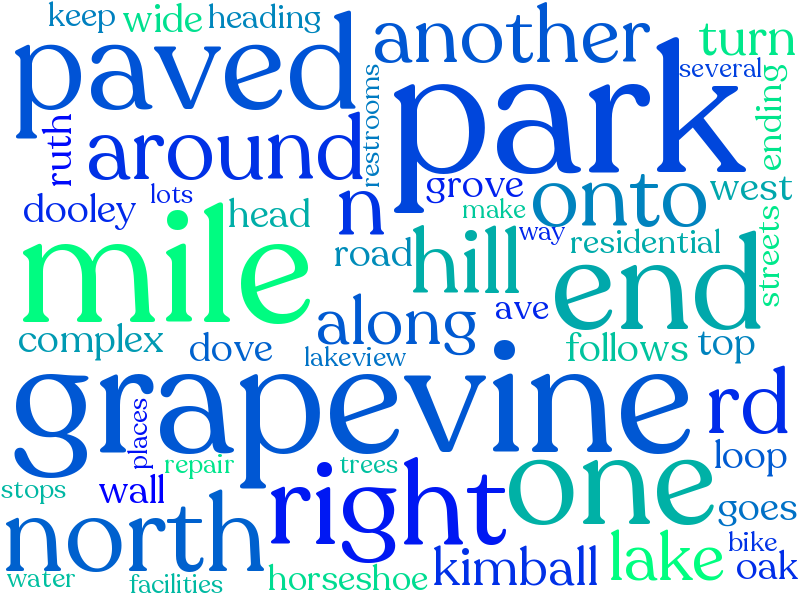 keep wide heading
paved another turn
several
park
around restrooms ruth ending
lots n grove onto west
dooley make
mile head way
road hill residential streets
end
along ave
complex dove lakeview follows top
grapevine
places rd
repair trees one loop
stops wall right
north goes
kimball lake bike oak
water facilities horseshoe